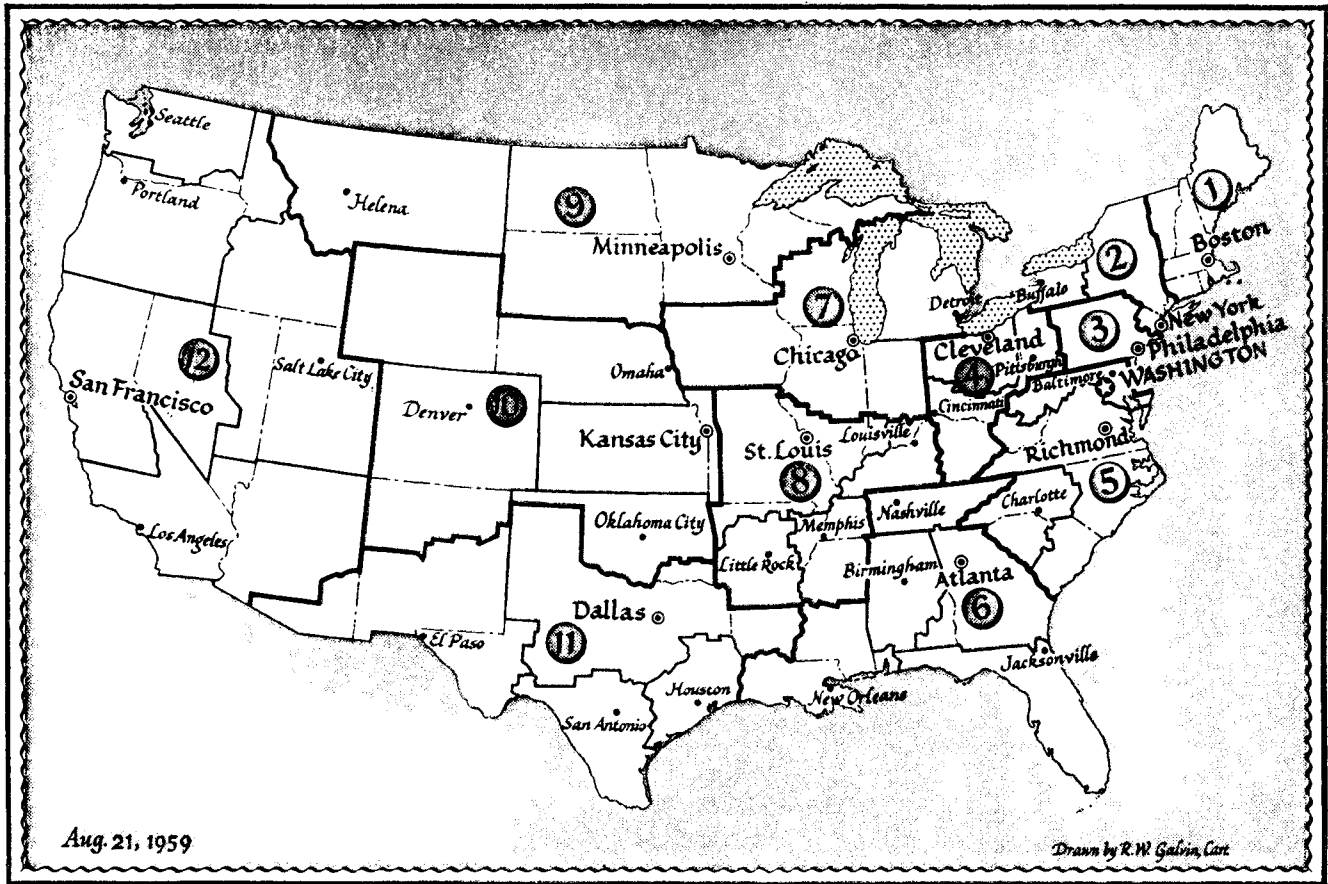 Seattle
Portland
Helena
9
Minneapolis
1
Boston
2
Buffalo
Detroit
7
Chicago
3
New York
Philadelphia
WASHINGTON
Cleveland
Pittsburgh
4
Baltimore
Cincinnati
12
Salt Lake City
San Francisco
Omaha
Denver
10
Kansas City
St. Louis
8
Louisville
Richmond
5
Los Angeles
Oklahoma City
Memphis
Nashville
Charlotte
Little Rock
Birmingham
Atlanta
6
Dallas
11
El Paso
Houston
San Antonio
New Orleans
Jacksonville
Aug. 21, 1959
Drawn by R.W. Galvin, Cart.